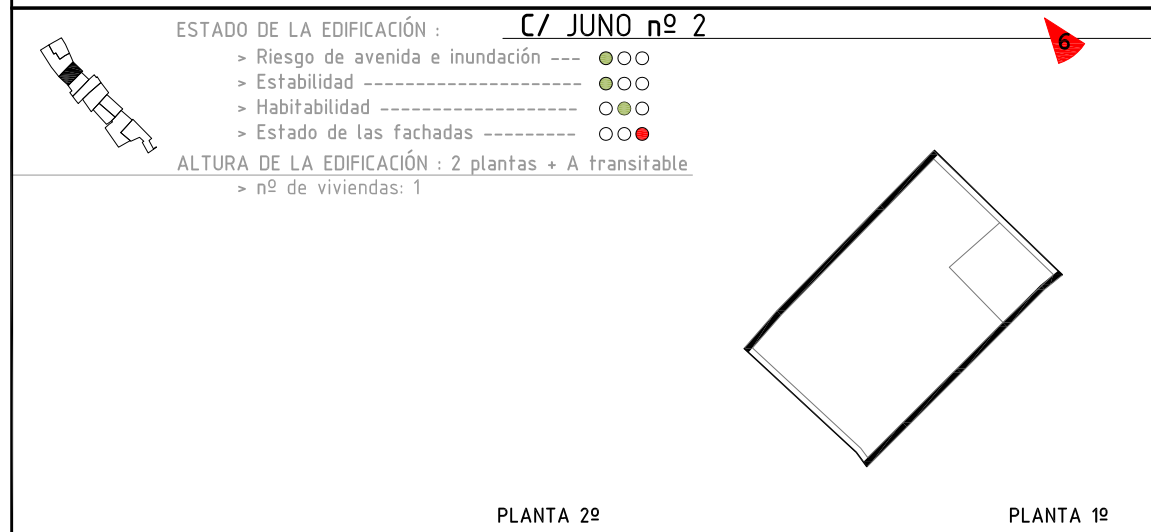 C/ JUNO nº 2
ESTADO DE LA EDIFICACIÓN :
> Riesgo de avenida e inundación ---
> Estabilidad ----------------------
> Habitabilidad -------------------
> Estado de las fachadas ---------
ALTURA DE LA EDIFICACIÓN : 2 plantas + A transitable
> nº de viviendas: 1
6
PLANTA 2º
PLANTA 1º